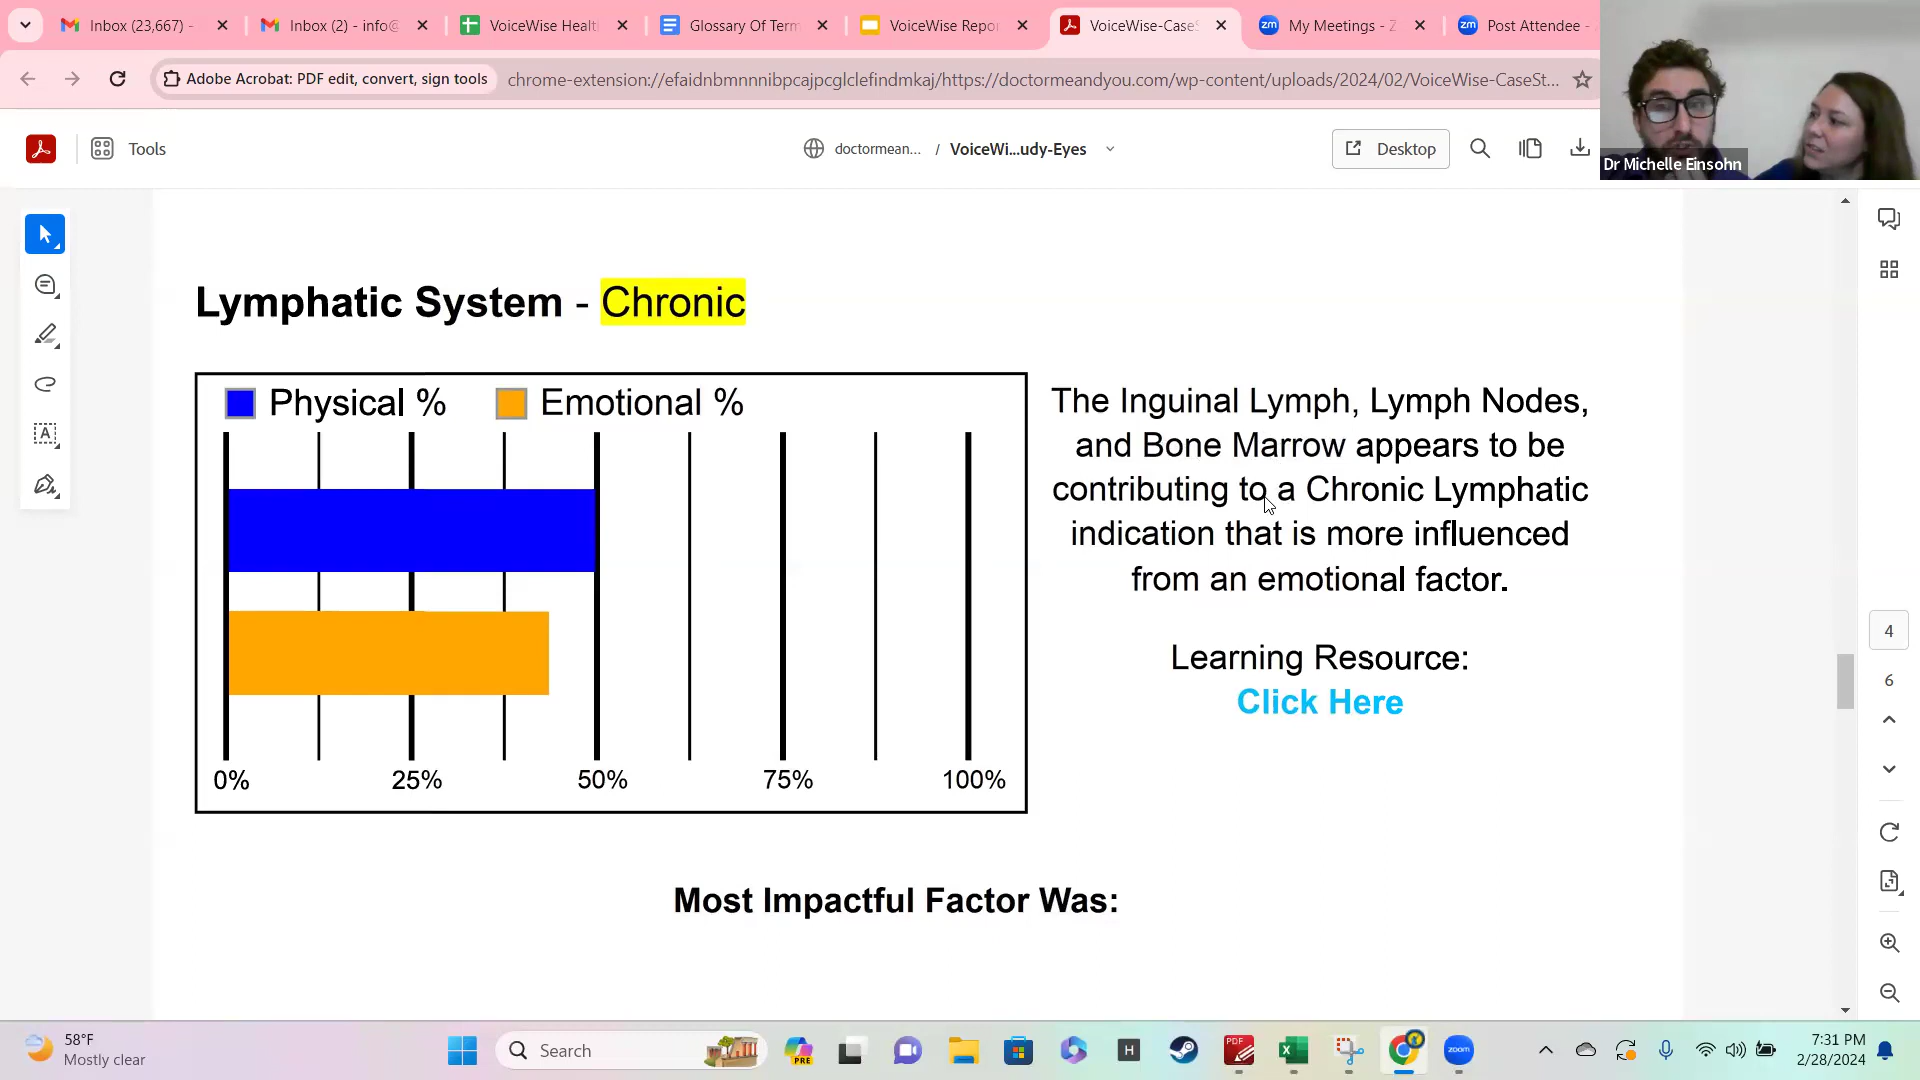 Inbox (23,667) -
Inbox (2) - info@
VoiceWise Healt
Glossary Of Term
VoiceWise Repor
VoiceWise-CaseS
My Meetings - Z
Post Attendee -
Adobe Acrobat: PDF edit, convert, sign tools
chrome-extension://efaidnbmnnnibpcajpcglclefindmkaj/https://doctormeandyou.com/wp-content/uploads/2024/02/VoiceWise-CaseSt...
Tools
doctormean... / VoiceWi...udy-Eyes
Desktop
Dr Michelle Einsohn
Lymphatic System - Chronic
Physical %
Emotional %
0%
25%
50%
75%
100%
The Inguinal Lymph, Lymph Nodes,
and Bone Marrow appears to be
contributing to a Chronic Lymphatic
indication that is more influenced
from an emotional factor.
Learning Resource:
Click Here
4
6
Most Impactful Factor Was:
58°F
Mostly clear
Search
PRE
H
PDF
zoom
7:31 PM
2/28/2024